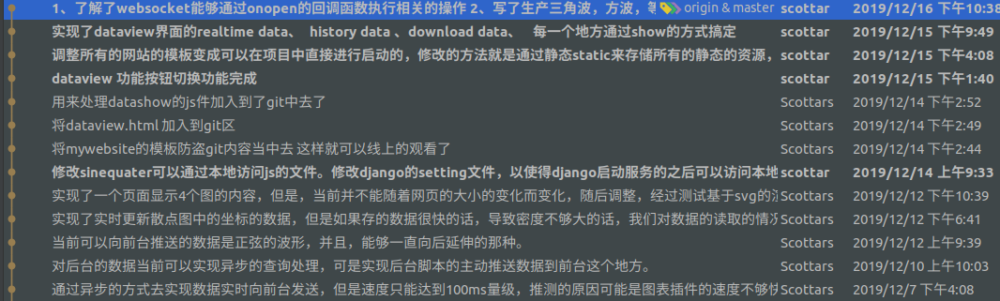 1、了解了websocket能够通过onopen的回调函数执行相关的操作 2、写了生产三角波，方波， origin & master scottar 2019/12/16 下午10:38
实现了dataview界面的realtime data、 history data 、download data、 每一个地方通过show的方式搞定 scottar 2019/12/15 下午9:49
调整所有的网站的模板变成可以在项目中直接进行启动的，修改的方法就是通过静态static来存储所有的静态的资源， scottar 2019/12/15 下午4:08
dataview 功能按钮切换功能完成 scottar 2019/12/15 下午1:40
用来处理datashow的js件加入到了git中去了 Scottars 2019/12/14 下午2:52
将dataview.html 加入到git区 Scottars 2019/12/14 下午2:49
将mywebsite的模板防盗git内容当中去 这样就可以线上的观看了 Scottars 2019/12/14 下午2:44
修改sinequater可以通过本地访问js的文件。修改django的setting文件，以使得django启动服务的之后可以访问本地 scottar 2019/12/14 上午9:33
实现了一个页面显示4个图的内容，但是，当前并不能随着网页的大小的变化而变化，随后调整，经过测试基于svg的 Scottars 2019/12/12 下午10:39
实现了实时更新散点图中的坐标的数据，但是如果存的数据很快的话，导致密度不够大的话，我们对数据的读取的情况 Scottars 2019/12/12 下午6:41
当前可以向前台推送的数据是正弦的波形，并且，能够一直向后延伸的那种。 Scottars 2019/12/12 上午9:39
对后台的数据当前可以实现异步的查询处理，可是实现后台脚本的主动推送数据到前台这个地方。 Scottars 2019/12/10 上午10:03
通过异步的方式去实现数据实时向前台发送，但是速度只能达到100ms量级，推测的原因可能是图表插件的速度不够快 Scottars 2019/12/7 下午4:08